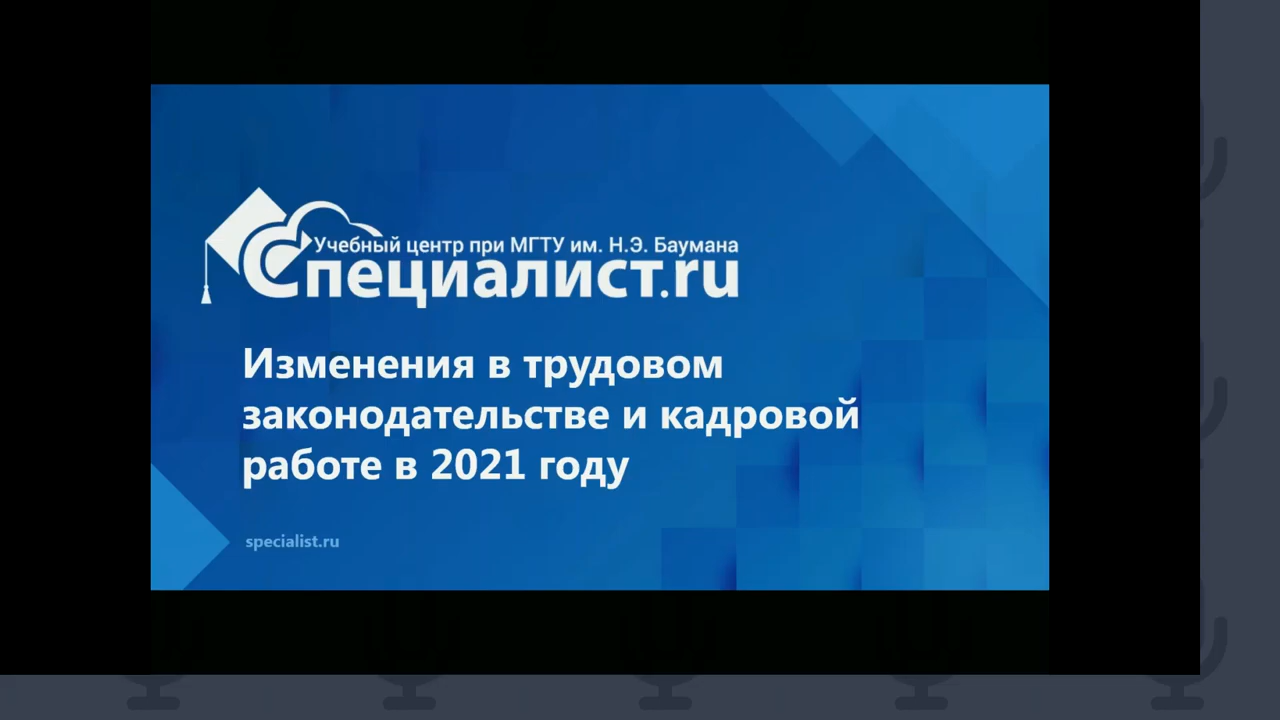 Учебный центр при МГТУ им. Н.Э. Баумана
Специалист.ru
Изменения в трудовом
законодательстве и кадровой
работе в 2021 году
specialist.ru